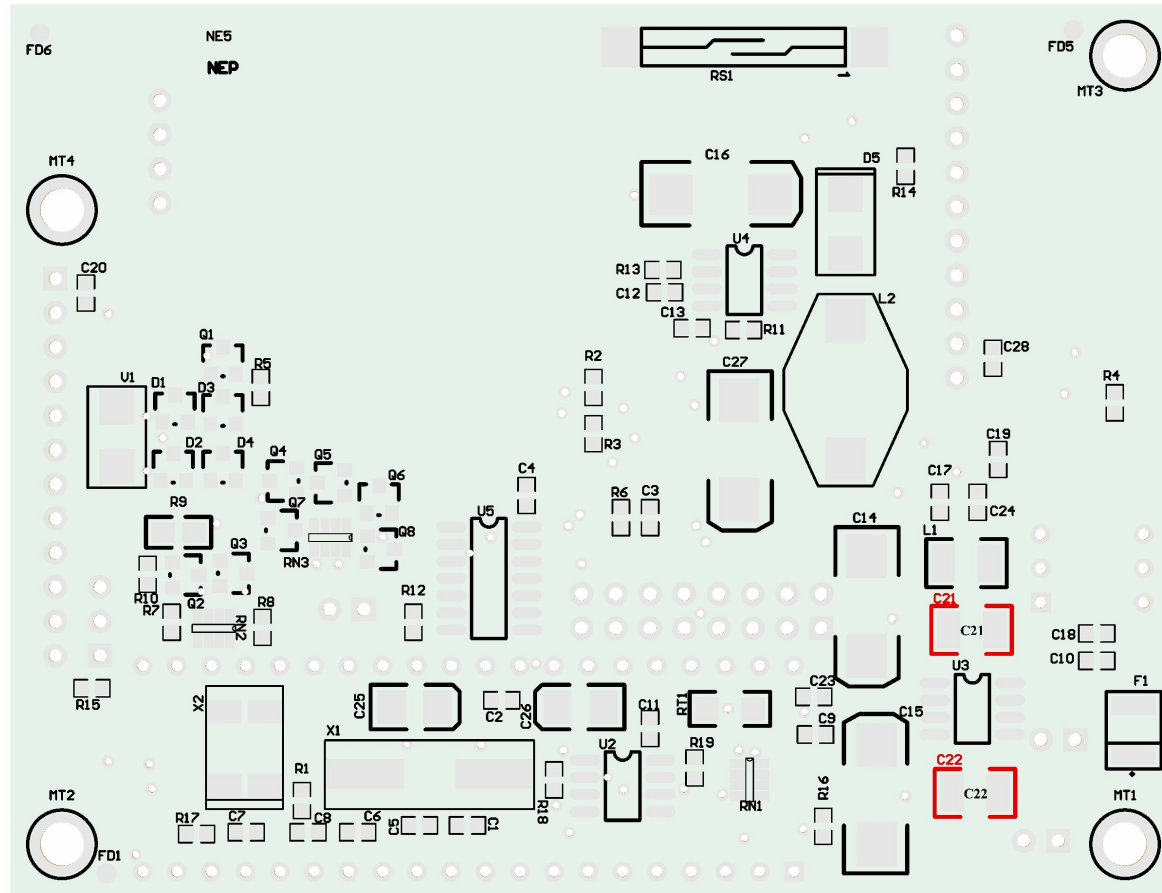 FD6
NE5
FD5
NEP
RS1
1
MT3
MT4
C16
D5
R14
U4
C20
R13
C12
L2
C13
R11
Q1
C28
V1
D1
D3
R5
R2
C27
R4
R3
D2
D4
Q4
Q5
Q6
C4
C19
C17
R9
Q7
R6
C3
C24
U5
C14
Q8
L1
Q3
RN3
R10
Q2
R12
C21
R7
R8
RN2
C21
C18
C10
U3
R15
X2
C25
C2
C26
C11
RT1
C23
C15
F1
X1
U2
C9
R19
C22
R1
R18
RN1
R16
C22
MT2
MT1
R17
C7
C8
C6
C5
C1
FD1